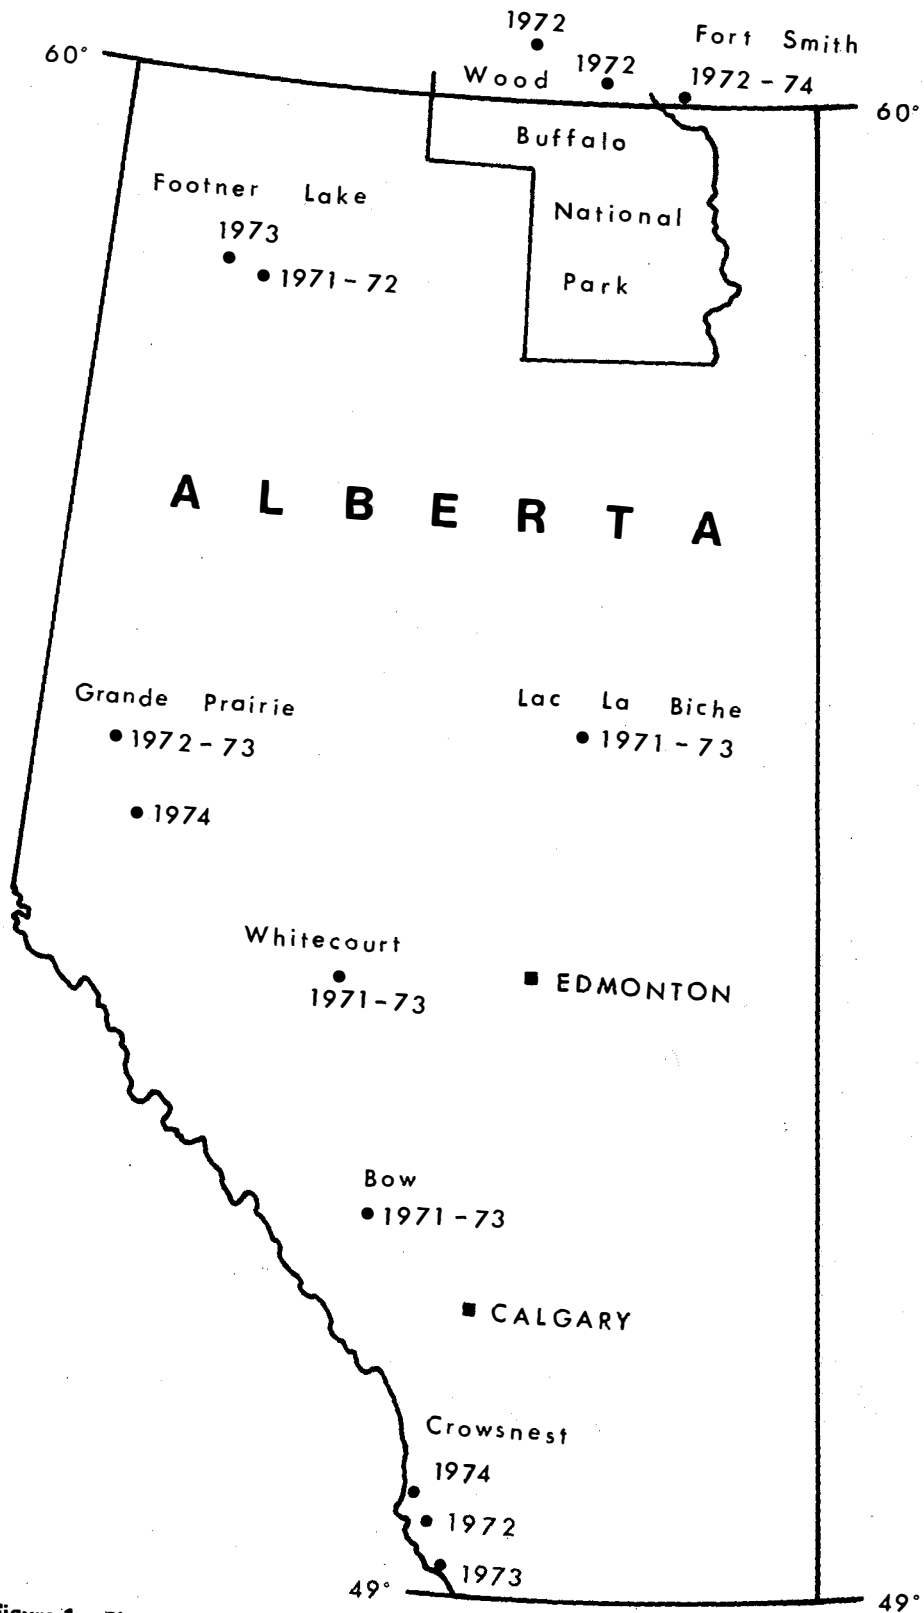 1972
Fort Smith
60°
Wood
1972
1972-74
60°
Buffalo
Footner Lake
National
1973
Park
1971-72
ALBERTA
Grande Prairie
Lac La Biche
1972-73
1971-73
1974
Whitecourt
EDMONTON
1971-73
Bow
1971-73
CALGARY
Crowsnest
1974
1972
1973
49°
49°